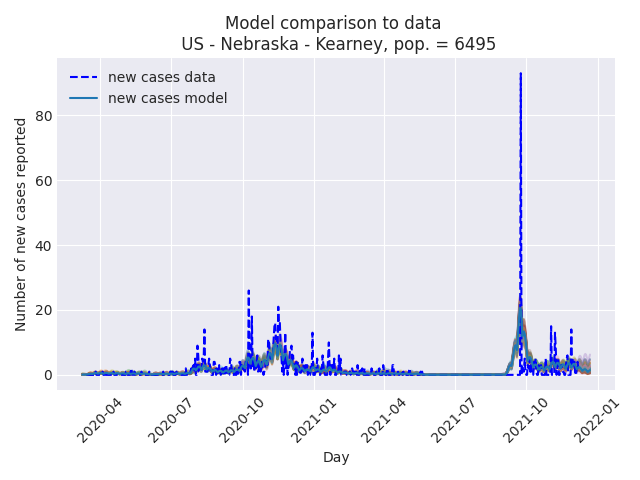 Model comparison to data
US - Nebraska - Kearney, pop. = 6495
new cases data
new cases model
Number of new cases reported
80
60
40
20
0
2020-04
2020-07
2020-10
2021-01
2021-04
2021-07
2021-10
2022-01
Day